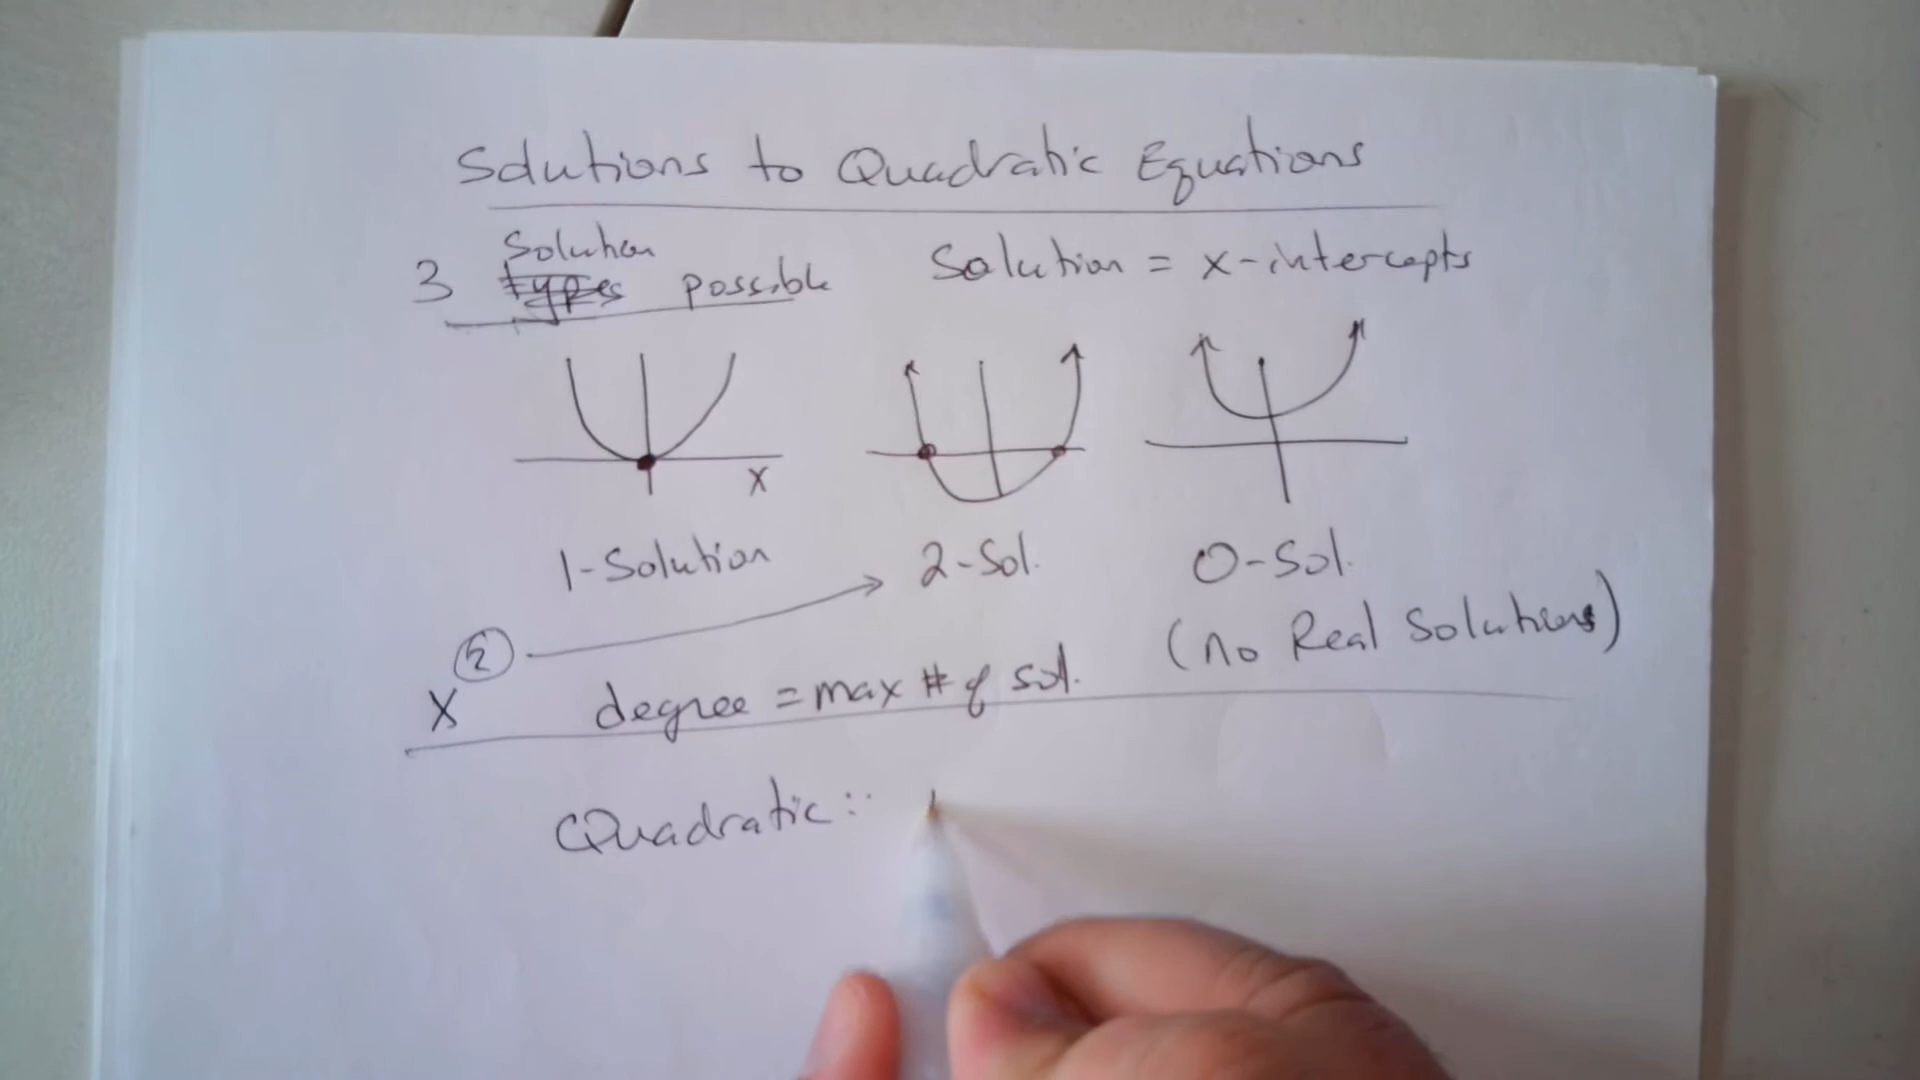 Solutions to Quadratic Equations
Solution
3 types possible
Solution = x-intercepts
X
1-Solution
2-Sol.
0-Sol.
(No Real Solutions)
X²
degree = max # of sol.
Quadratic: